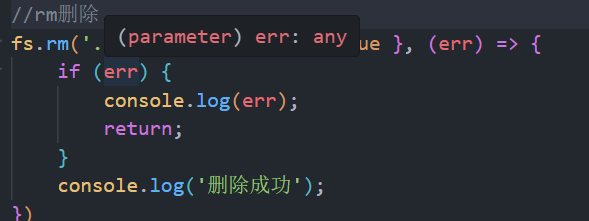 //rm删除
fs.rm('.
(parameter) err: any
ue }, (err) => {
if (err) {
console.log(err);
return;
}
console.log('删除成功');
})